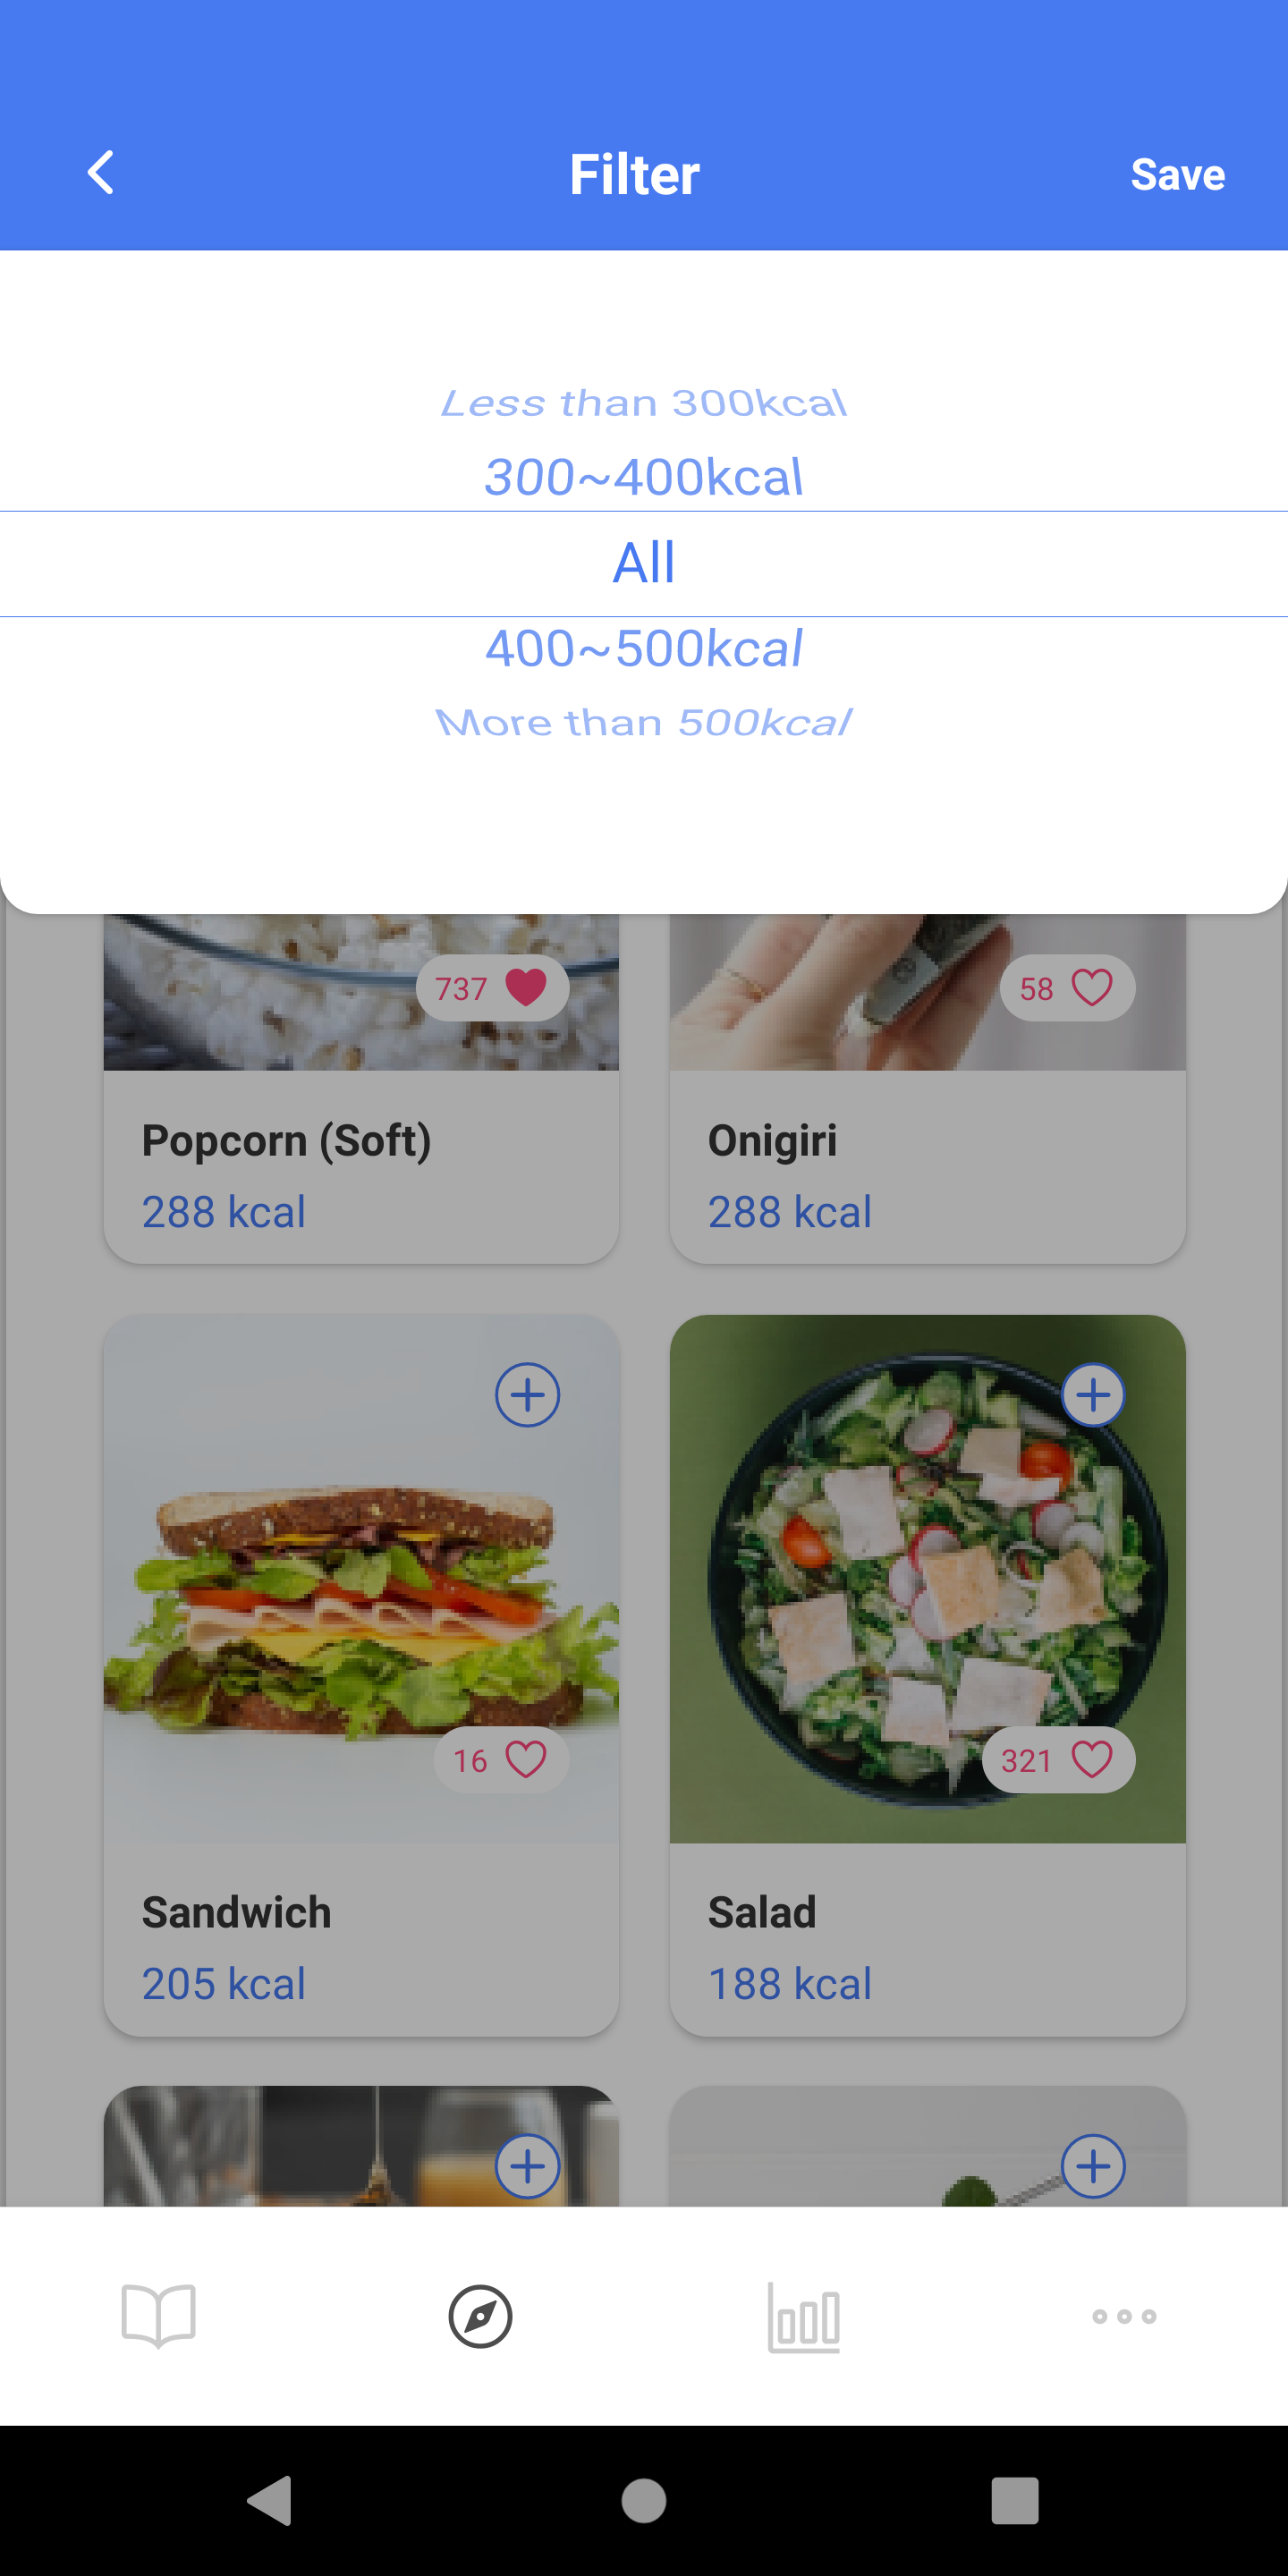 Filter
Save
Less than 300kcal
300~400kcal
All
400~500kcal
More than 500kcal
737
58
Popcorn (Soft)
Onigiri
288 kcal
288 kcal
16
321
Sandwich
Salad
205 kcal
188 kcal